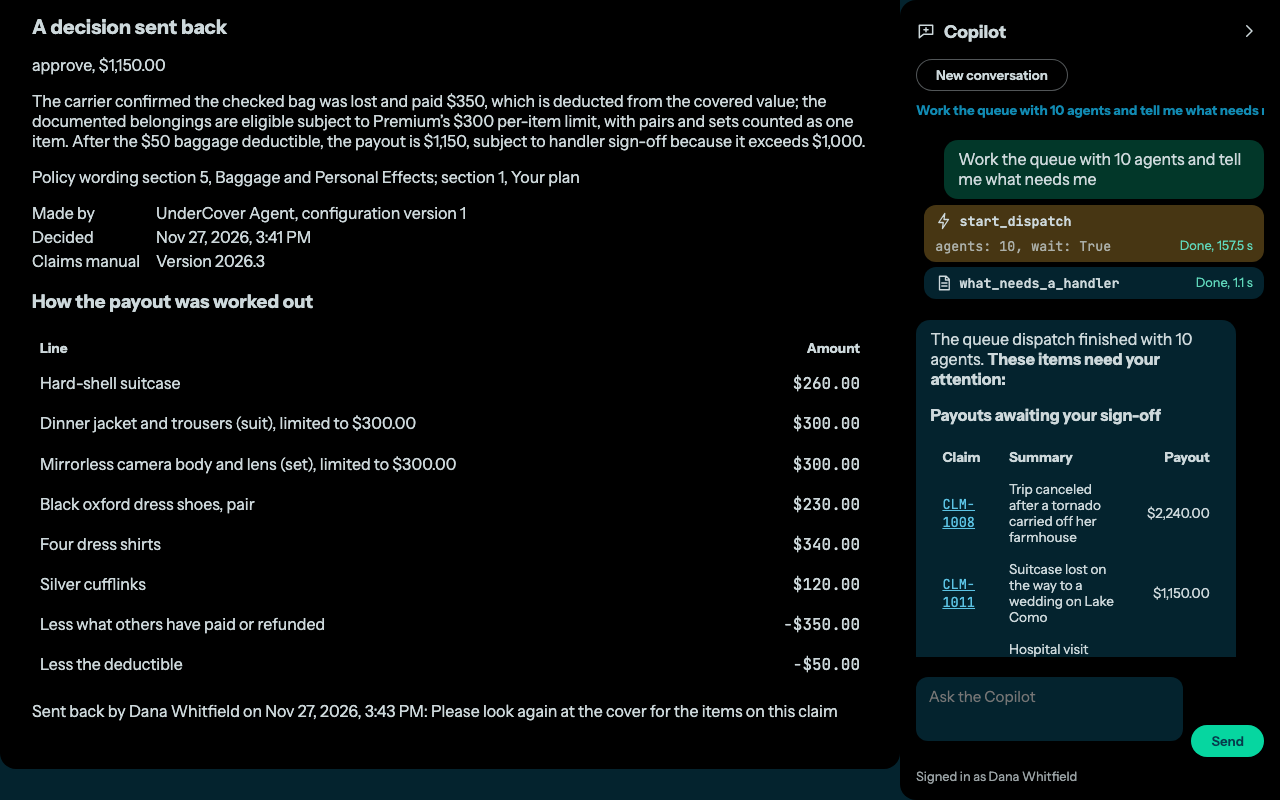 A decision sent back
approve, $1,150.00
The carrier confirmed the checked bag was lost and paid $350, which is deducted from the covered value; the
documented belongings are eligible subject to Premium's $300 per-item limit, with pairs and sets counted as one
item. After the $50 baggage deductible, the payout is $1,150, subject to handler sign-off because it exceeds $1,000.
Policy wording section 5, Baggage and Personal Effects; section 1, Your plan
Made by UnderCover Agent, configuration version 1
Decided Nov 27, 2026, 3:41 PM
Claims manual Version 2026.3
How the payout was worked out
Line Amount
Hard-shell suitcase $260.00
Dinner jacket and trousers (suit), limited to $300.00 $300.00
Mirrorless camera body and lens (set), limited to $300.00 $300.00
Black oxford dress shoes, pair $230.00
Four dress shirts $340.00
Silver cufflinks $120.00
Less what others have paid or refunded -$350.00
Less the deductible -$50.00
Sent back by Dana Whitfield on Nov 27, 2026, 3:43 PM: Please look again at the cover for the items on this claim
Copilot
New conversation
Work the queue with 10 agents and tell me what needs
Work the queue with 10 agents and tell
me what needs me
start_dispatch
agents: 10, wait: True Done, 157.5 s
what_needs_a_handler Done, 1.1 s
The queue dispatch finished with 10
agents. These items need your
attention:
Payouts awaiting your sign-off
Claim Summary Payout
CLM-1008 Trip canceled
after a tornado
carried off her
farmhouse
$2,240.00
CLM-1011 Suitcase lost on
the way to a
wedding on Lake
Como
$1,150.00
Hospital visit
Ask the Copilot
Send
Signed in as Dana Whitfield